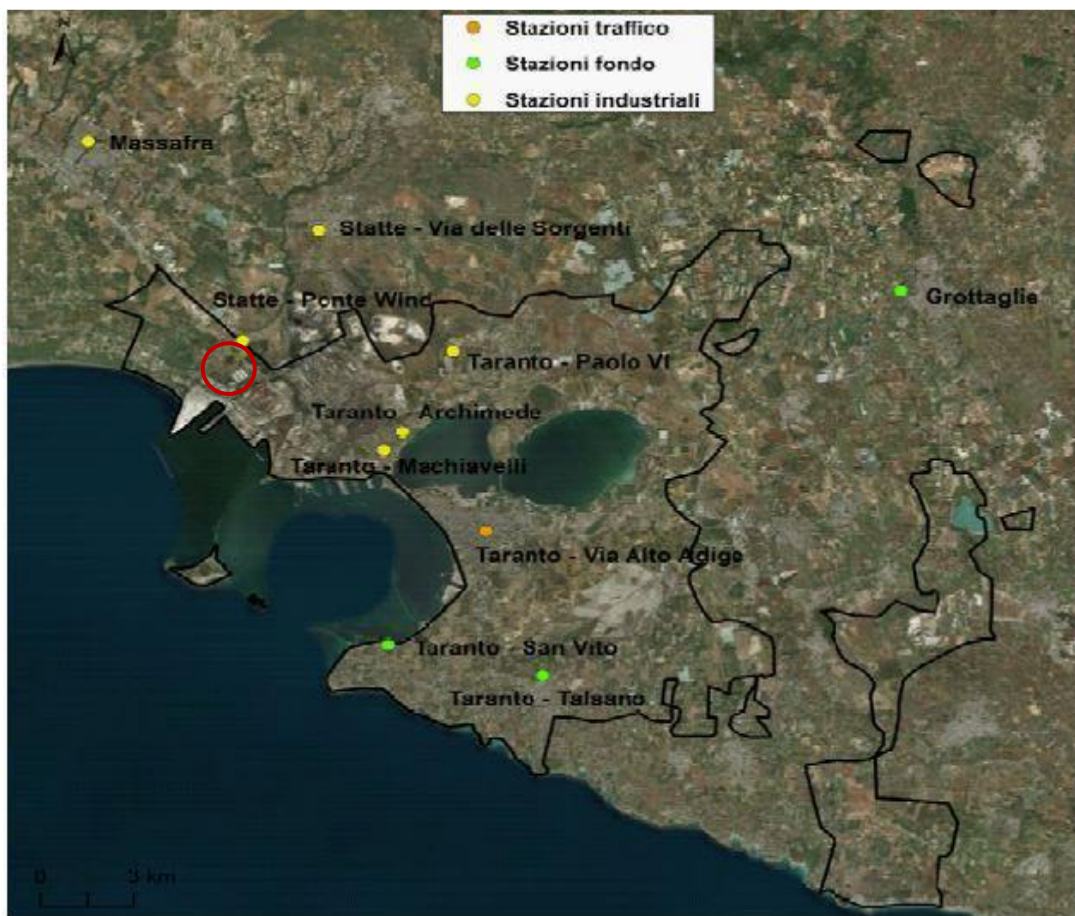 N
Stazioni traffico
Stazioni fondo
Stazioni industriali
Massafra
Statte - Via delle Sorgenti
Statte - Ponte Wind
Grottaglie
Taranto - Paolo VI
Taranto - Archimede
Taranto - Machiavelli
Taranto - Via Alto Adige
Taranto - San Vito
Taranto - Talsano
0 3 km